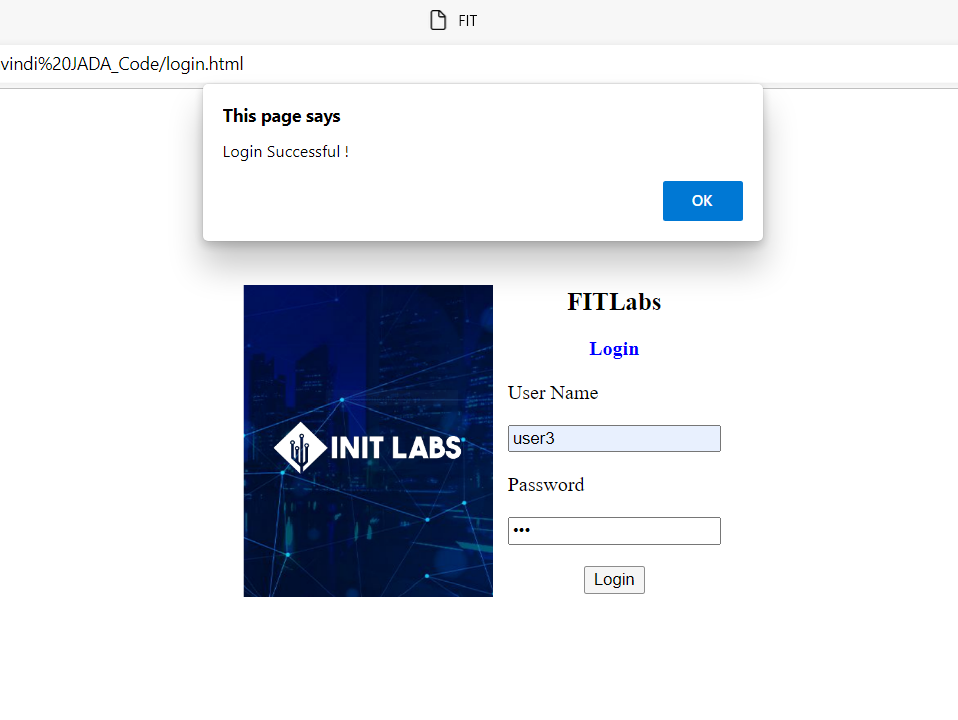 FIT
vindi%20JADA_Code/login.html
This page says
Login Successful !
OK
INIT LABS
FITLabs
Login
User Name
user3
Password
•••
Login